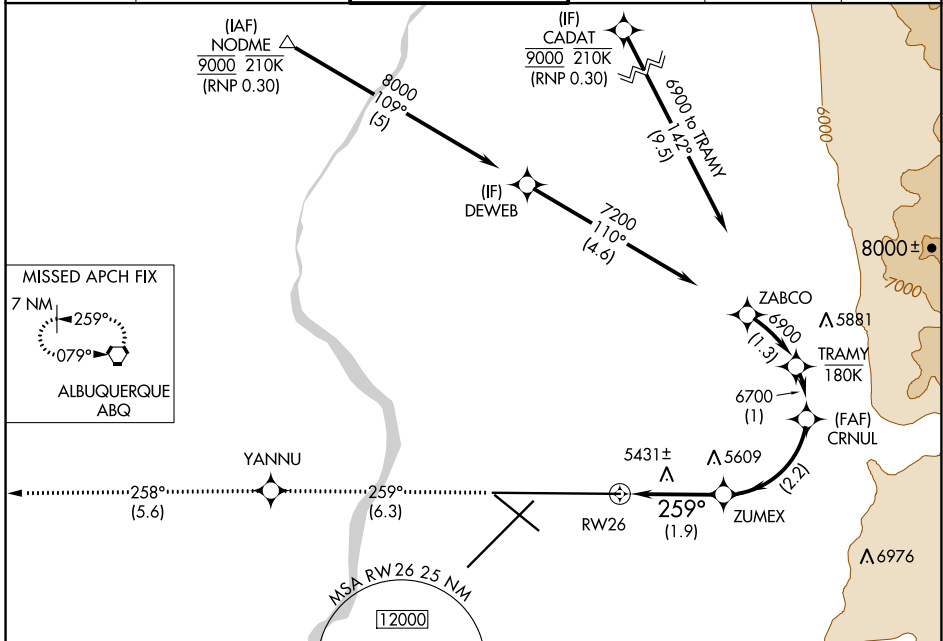 (IAF)
NODME
9000 210K
(RNP 0.30)
(IF)
CADAT
9000 210K
(RNP 0.30)
8000
109°
(5)
6900 to TRAMY
142°
(9.5)
6000
(IF)
DEWEB
7200
110°
(4.6)
8000±
7000
MISSED APCH FIX
7 NM
259°
079°
ALBUQUERQUE
ABQ
ZABCO
6900
(1.3)
5881
TRAMY
180K
6700
(1)
(FAF)
CRNUL
(2.2)
YANNU
5431±
5609
258°
(5.6)
259°
(6.3)
RW26
259°
(1.9)
ZUMEX
6976
MSA RW26 25 NM
12000